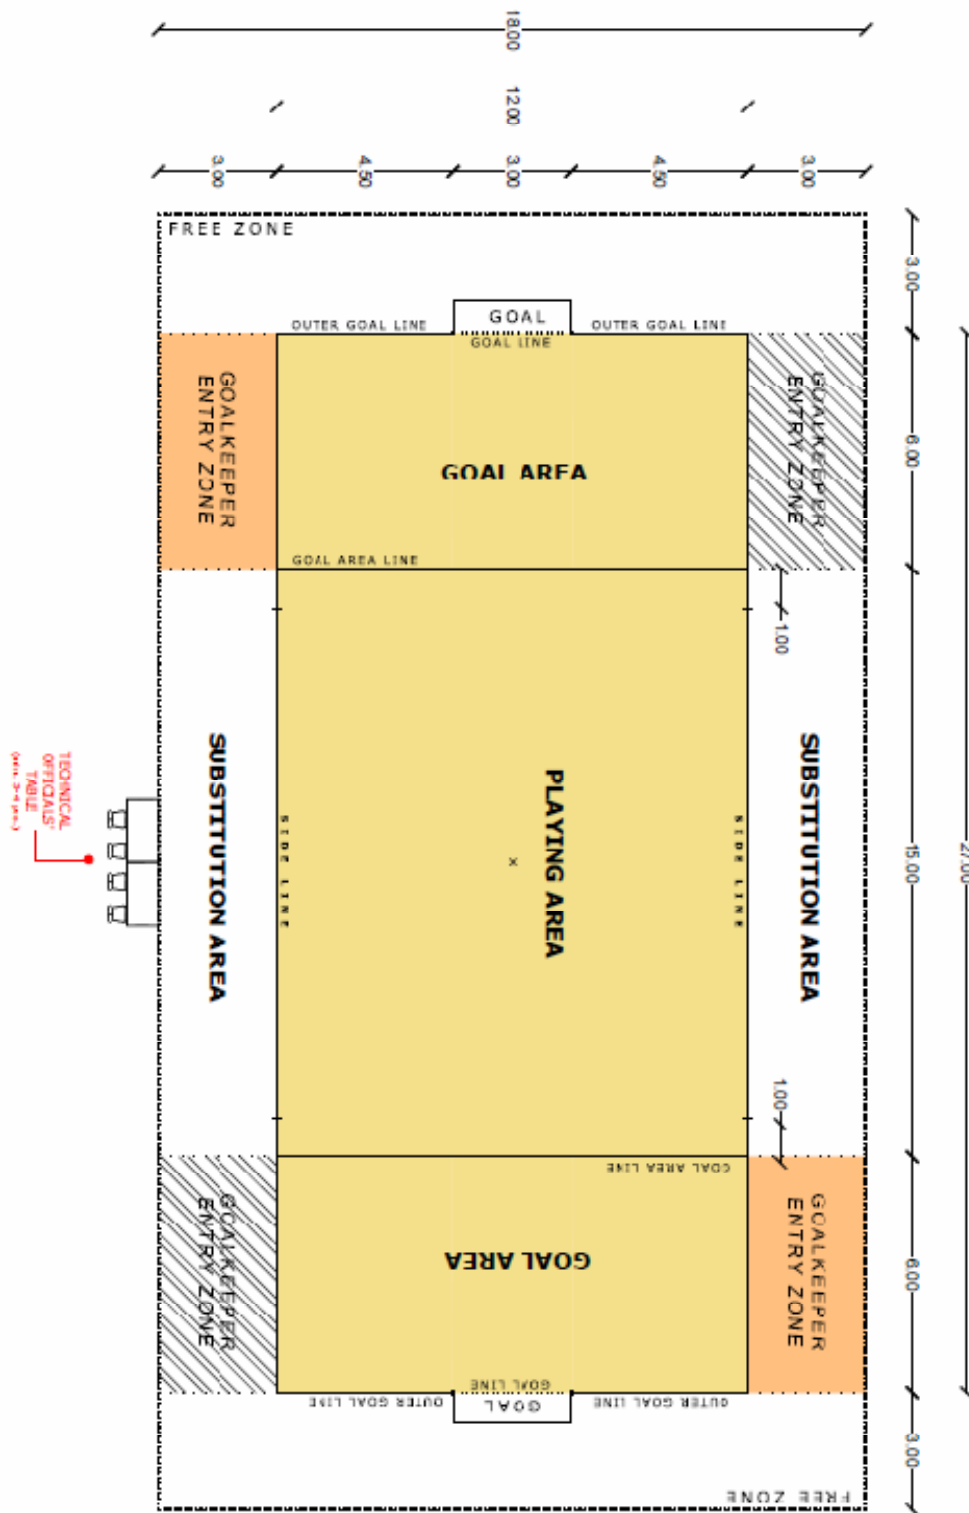 18.00
12.00
3.00
4.50
3.00
4.50
3.00
FREE ZONE
3.00
GOAL
OUTER GOAL LINE
OUTER GOAL LINE
GOAL LINE
27.00
GOALKEEPER
ENTRY ZONE
GOAL AREA
GOALKEEPER
ENTRY ZONE
6.00
GOAL AREA LINE
1.00
TECHNICAL
OFFICIALS'
TABLE
SUBSTITUTION AREA
SIDE LINE
PLAYING AREA
SIDE LINE
SUBSTITUTION AREA
15.00
1.00
GOAL AREA LINE
GOALKEEPER
ENTRY ZONE
GOAL AREA
GOALKEEPER
ENTRY ZONE
6.00
GOAL LINE
OUTER GOAL LINE
GOAL
OUTER GOAL LINE
3.00
FREE ZONE